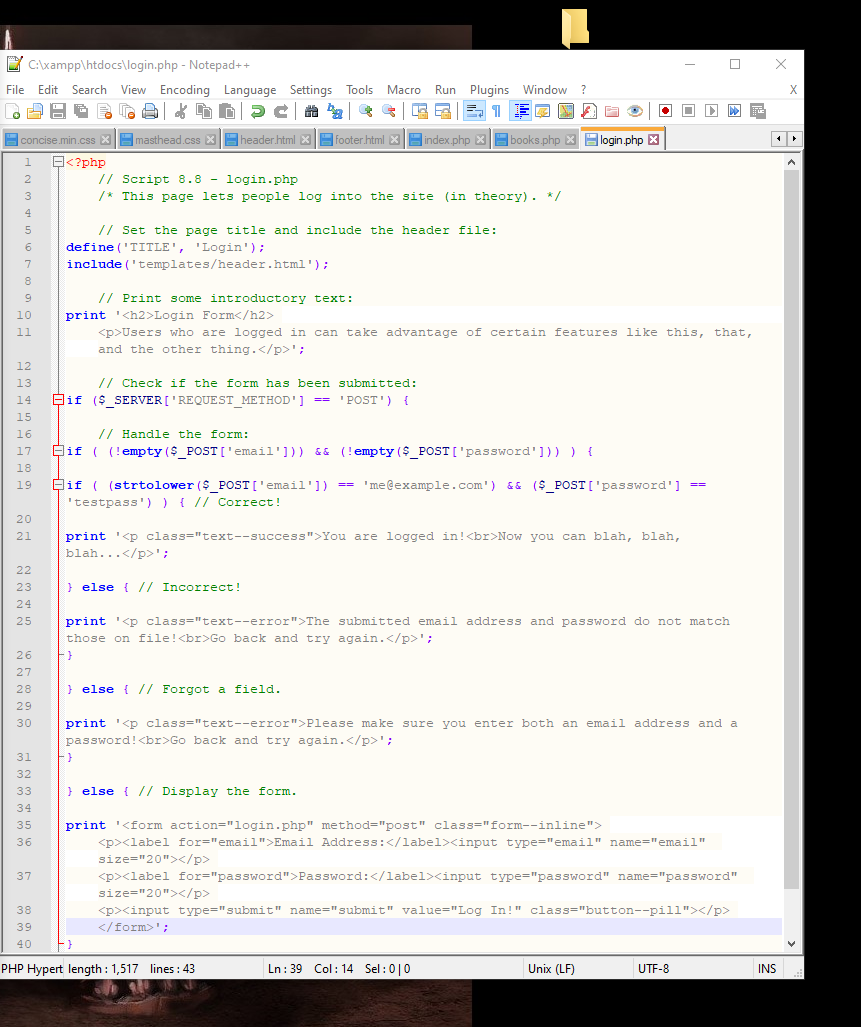 C:\xampp\htdocs\login.php - Notepad++
File Edit Search View Encoding Language Settings Tools Macro Run Plugins Window ? X
concise.min.css masthead.css header.html footer.html index.php books.php login.php
1 <?php
2 // Script 8.8 - login.php
3 /* This page lets people log into the site (in theory). */
4
5 // Set the page title and include the header file:
6 define('TITLE', 'Login');
7 include('templates/header.html');
8
9 // Print some introductory text:
10 print '<h2>Login Form</h2>
11 <p>Users who are logged in can take advantage of certain features like this, that,
and the other thing.</p>';
12
13 // Check if the form has been submitted:
14 if ($_SERVER['REQUEST_METHOD'] == 'POST') {
15
16 // Handle the form:
17 if ( (!empty($_POST['email'])) && (!empty($_POST['password'])) ) {
18
19 if ( (strtolower($_POST['email']) == 'me@example.com') && ($_POST['password'] ==
'testpass') ) { // Correct!
20
21 print '<p class="text--success">You are logged in!<br>Now you can blah, blah,
blah...</p>';
22
23 } else { // Incorrect!
24
25 print '<p class="text--error">The submitted email address and password do not match
those on file!<br>Go back and try again.</p>';
26 }
27
28 } else { // Forgot a field.
29
30 print '<p class="text--error">Please make sure you enter both an email address and a
password!<br>Go back and try again.</p>';
31 }
32
33 } else { // Display the form.
34
35 print '<form action="login.php" method="post" class="form--inline">
36 <p><label for="email">Email Address:</label><input type="email" name="email"
size="20"></p>
37 <p><label for="password">Password:</label><input type="password" name="password"
size="20"></p>
38 <p><input type="submit" name="submit" value="Log In!" class="button--pill"></p>
39 </form>';
40 }
PHP Hypert length : 1,517 lines : 43 Ln : 39 Col : 14 Sel : 0 | 0 Unix (LF) UTF-8 INS